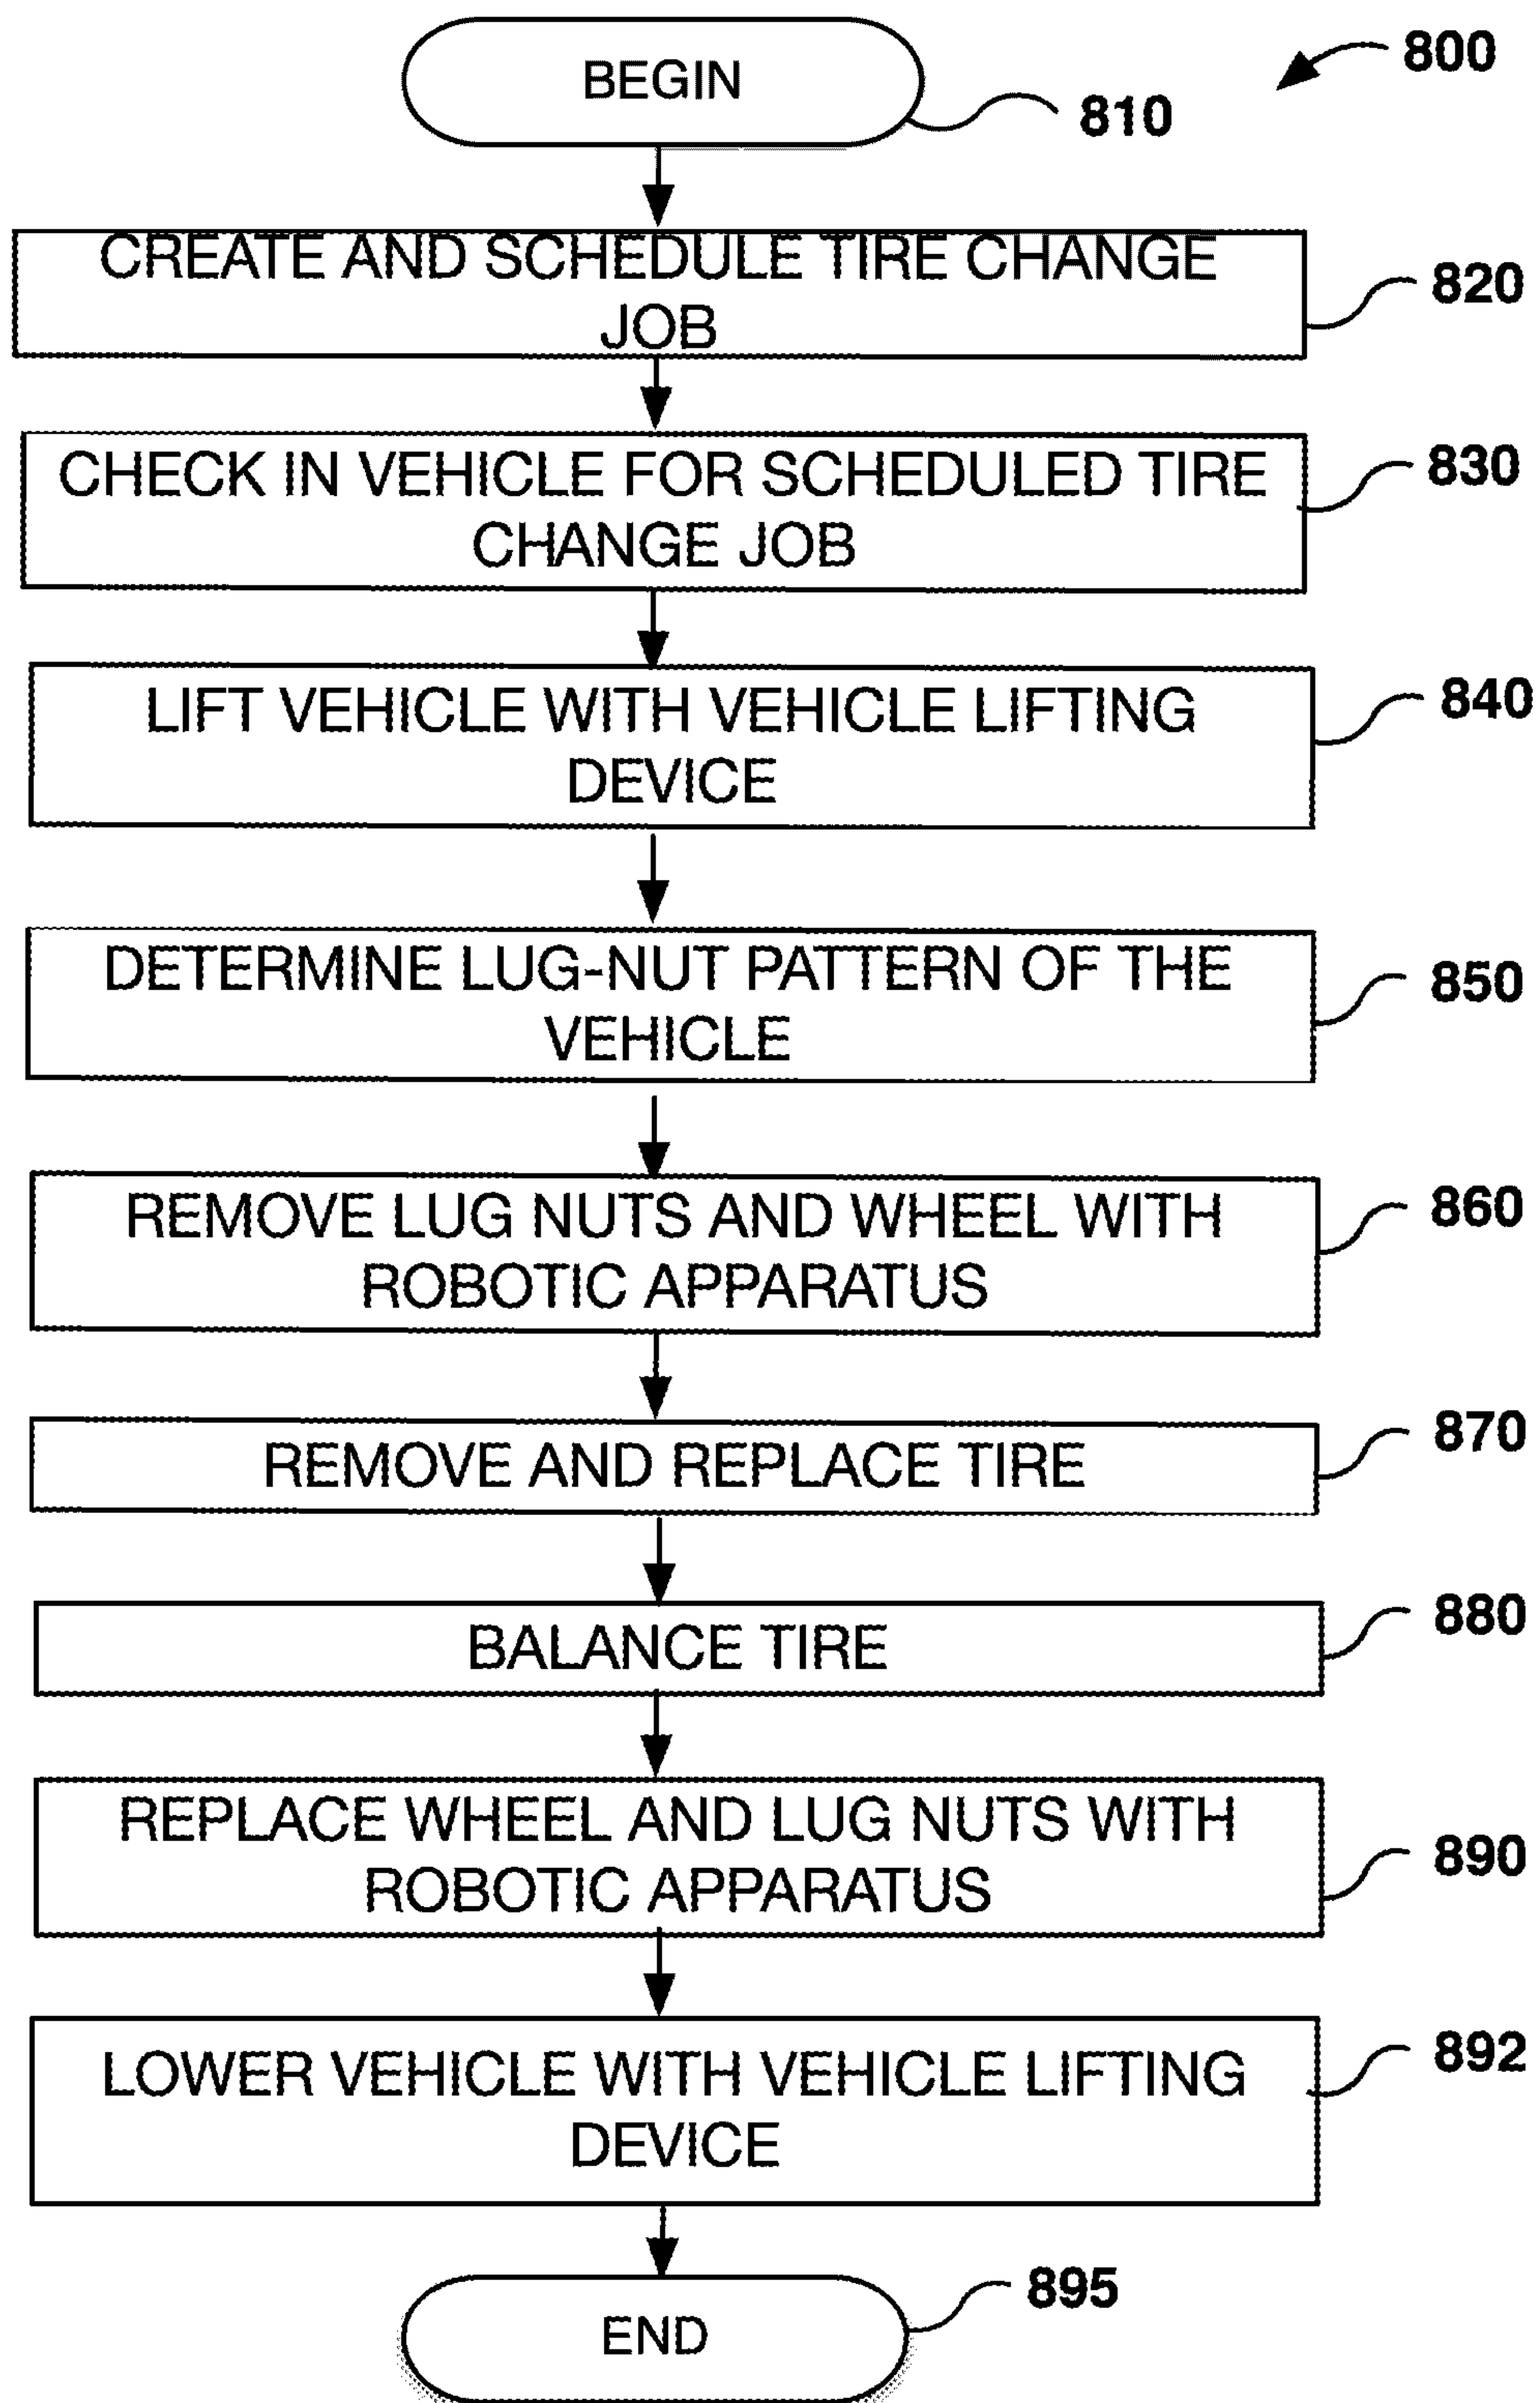 800
BEGIN
810
CREATE AND SCHEDULE TIRE CHANGE
JOB
820
CHECK IN VEHICLE FOR SCHEDULED TIRE
CHANGE JOB
830
LIFT VEHICLE WITH VEHICLE LIFTING
DEVICE
840
DETERMINE LUG-NUT PATTERN OF THE
VEHICLE
850
REMOVE LUG NUTS AND WHEEL WITH
ROBOTIC APPARATUS
860
REMOVE AND REPLACE TIRE
870
BALANCE TIRE
880
REPLACE WHEEL AND LUG NUTS WITH
ROBOTIC APPARATUS
890
LOWER VEHICLE WITH VEHICLE LIFTING
DEVICE
892
END
895